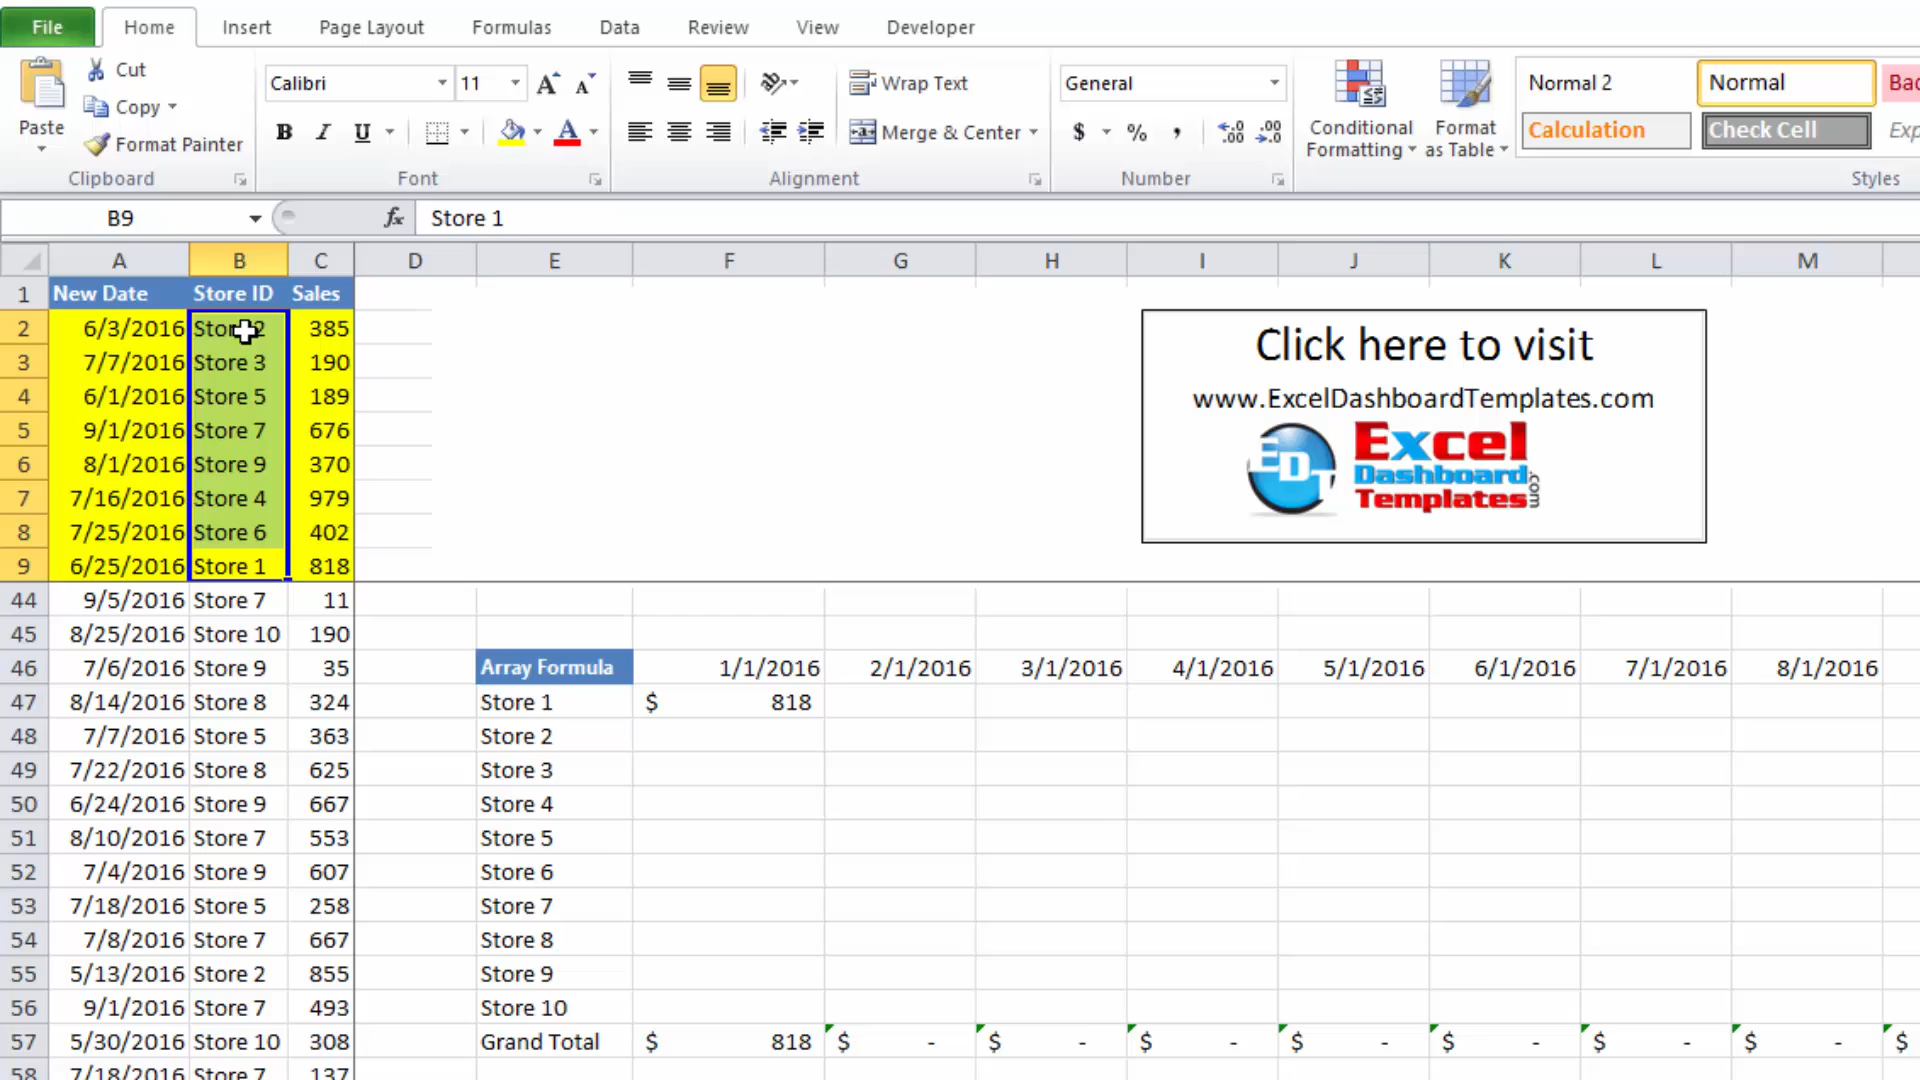 File Home Insert Page Layout Formulas Data Review View Developer
Cut
Copy
Format Painter
Paste
Clipboard
Calibri 11
B I U
Font
Wrap Text
Merge & Center
Alignment
General
$ % ,
Number
Conditional
Formatting
Format
as Table
Normal 2 Normal
Calculation Check Cell
Styles
B9 fx Store 1
A B C D E F G H I J K L M
1 New Date Store ID Sales
2 6/3/2016 Store 2 385
3 7/7/2016 Store 3 190
4 6/1/2016 Store 5 189
5 9/1/2016 Store 7 676
6 8/1/2016 Store 9 370
7 7/16/2016 Store 4 979
8 7/25/2016 Store 6 402
9 6/25/2016 Store 1 818
Click here to visit
www.ExcelDashboardTemplates.com
EDT
Excel
Dashboard
Templates
.com
44 9/5/2016 Store 7 11
45 8/25/2016 Store 10 190
46 7/6/2016 Store 9 35 Array Formula 1/1/2016 2/1/2016 3/1/2016 4/1/2016 5/1/2016 6/1/2016 7/1/2016 8/1/2016
47 8/14/2016 Store 8 324 Store 1 $ 818
48 7/7/2016 Store 5 363 Store 2
49 7/22/2016 Store 8 625 Store 3
50 6/24/2016 Store 9 667 Store 4
51 8/10/2016 Store 7 553 Store 5
52 7/4/2016 Store 9 607 Store 6
53 7/18/2016 Store 5 258 Store 7
54 7/8/2016 Store 7 667 Store 8
55 5/13/2016 Store 2 855 Store 9
56 9/1/2016 Store 7 493 Store 10
57 5/30/2016 Store 10 308 Grand Total $ 818 $ - $ - $ - $ - $ - $ - $ - $
58 7/18/2016 Store 7 137